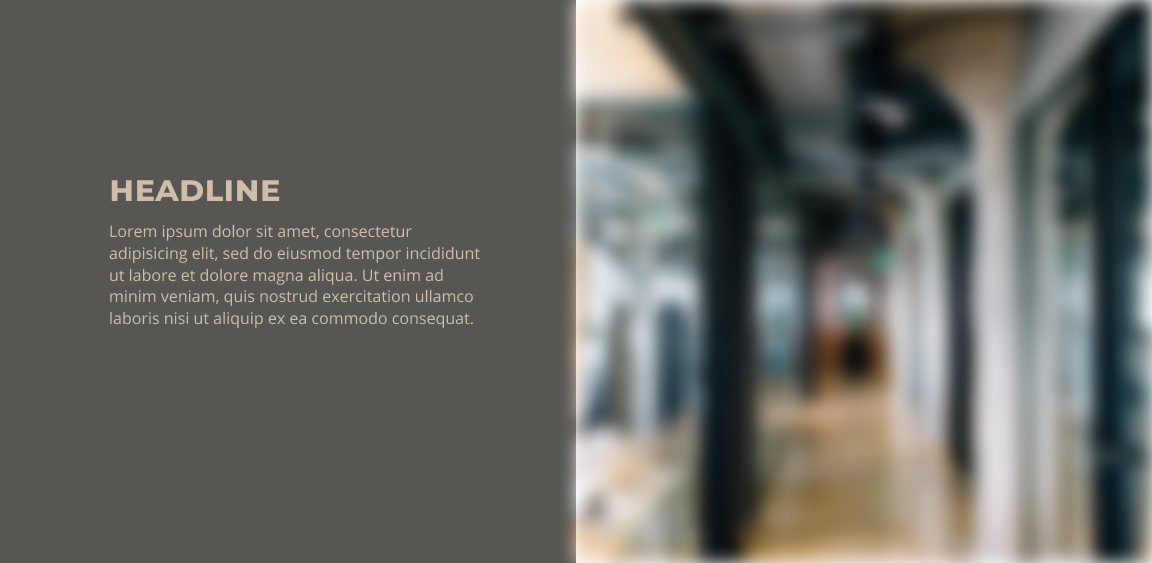 HEADLINE
Lorem ipsum dolor sit amet, consectetur
adipisicing elit, sed do eiusmod tempor incididunt
ut labore et dolore magna aliqua. Ut enim ad
minim veniam, quis nostrud exercitation ullamco
laboris nisi ut aliquip ex ea commodo consequat.